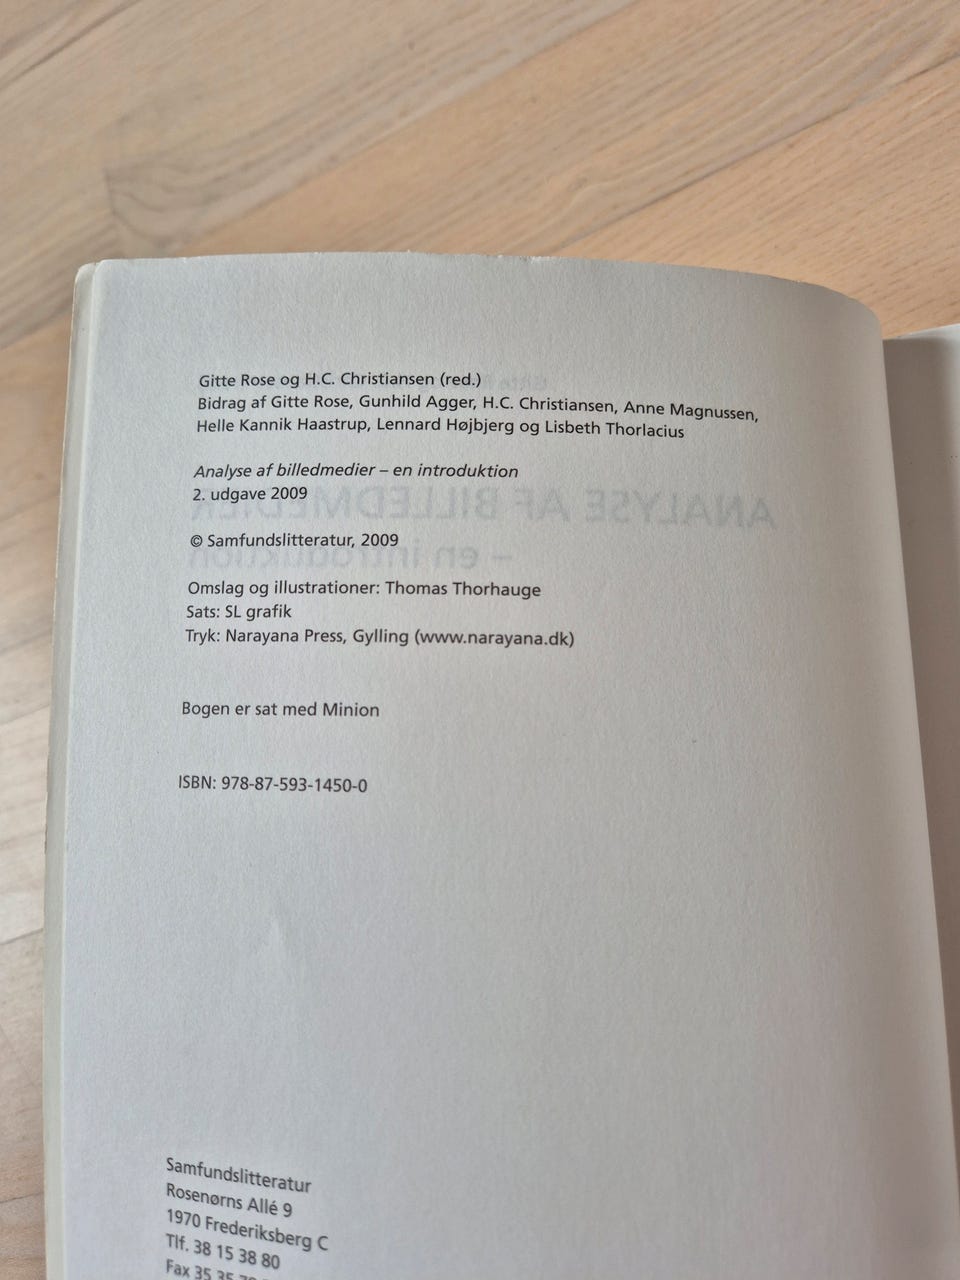 Gitte Rose og H.C. Christiansen (red.)
Bidrag af Gitte Rose, Gunhild Agger, H.C. Christiansen, Anne Magnussen,
Helle Kannik Haastrup, Lennard Højbjerg og Lisbeth Thorlacius
Analyse af billedmedier – en introduktion
2. udgave 2009
© Samfundslitteratur, 2009
Omslag og illustrationer: Thomas Thorhauge
Sats: SL grafik
Tryk: Narayana Press, Gylling (www.narayana.dk)
Bogen er sat med Minion
ISBN: 978-87-593-1450-0
Samfundslitteratur
Rosenørns Allé 9
1970 Frederiksberg C
Tlf. 38 15 38 80
Fax 35 35